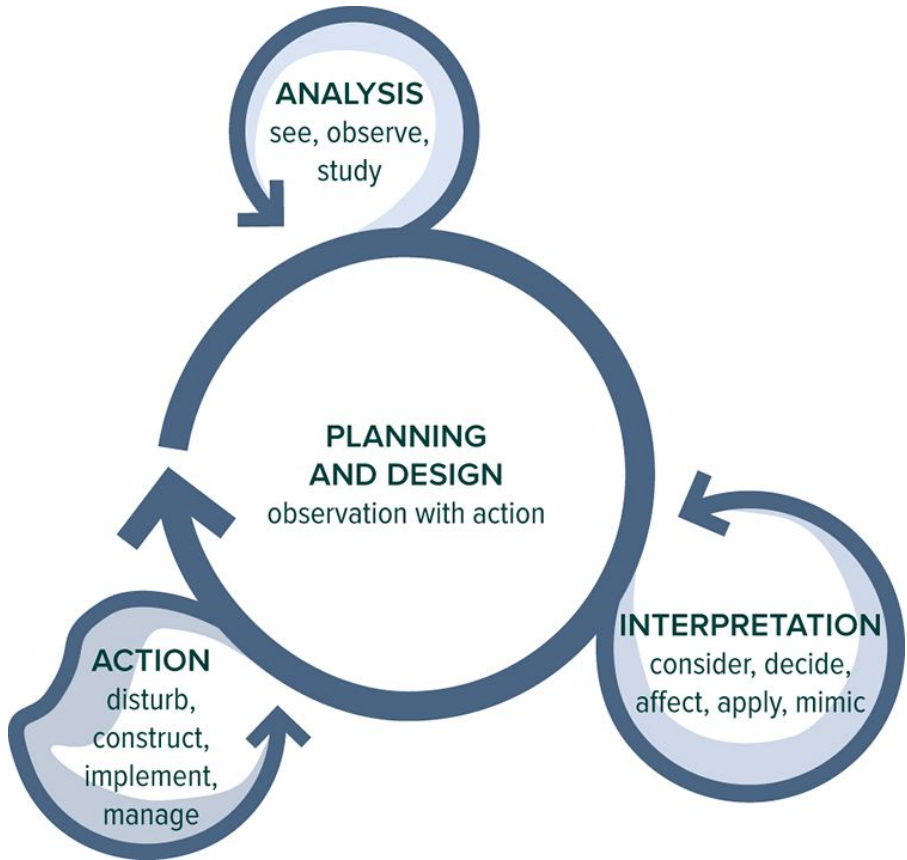 ANALYSIS
see, observe,
study
PLANNING
AND DESIGN
observation with action
INTERPRETATION
consider, decide,
affect, apply, mimic
ACTION
disturb,
construct,
implement,
manage